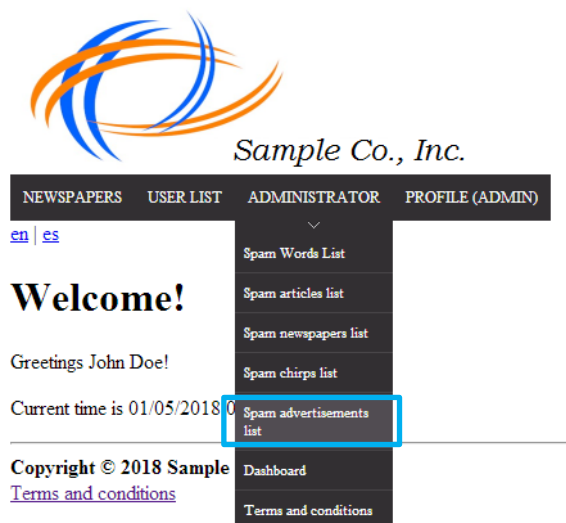 Sample Co., Inc.
NEWSPAPERS USER LIST ADMINISTRATOR PROFILE (ADMIN)
en | es
Spam Words List
Spam articles list
Welcome!
Spam newspapers list
Greetings John Doe!
Spam chirps list
Current time is 01/05/2018 0
Spam advertisements
list
Copyright © 2018 Sample
Dashboard
Terms and conditions
Terms and conditions